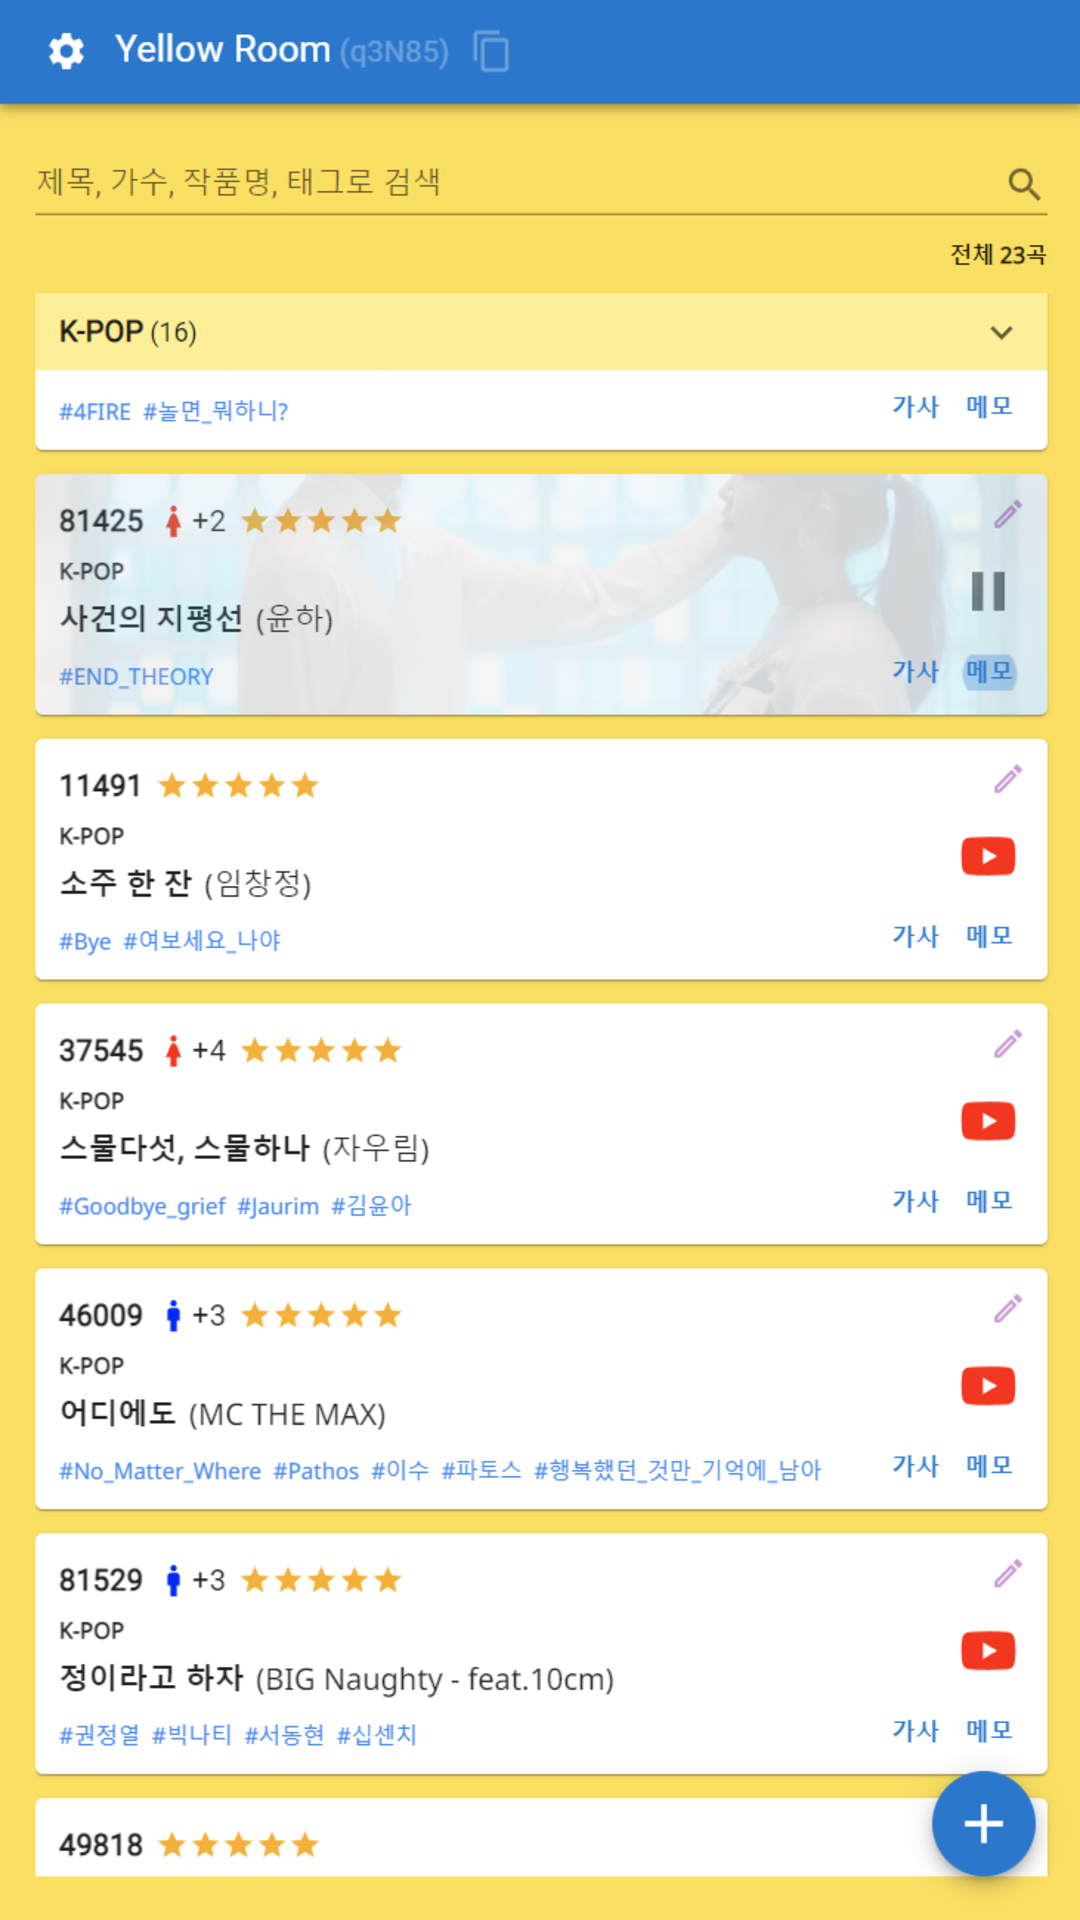 Yellow Room (q3N85)
제목, 가수, 작품명, 태그로 검색
전체 23곡
K-POP (16)
#4FIRE #놀면_뭐하니? 가사 메모
81425 +2
K-POP
사건의 지평선 (윤하)
#END_THEORY 가사 메모
11491
K-POP
소주 한 잔 (임창정)
#Bye #여보세요_나야 가사 메모
37545 +4
K-POP
스물다섯, 스물하나 (자우림)
#Goodbye_grief #Jaurim #김윤아 가사 메모
46009 +3
K-POP
어디에도 (MC THE MAX)
#No_Matter_Where #Pathos #이수 #파토스 #행복했던_것만_기억에_남아 가사 메모
81529 +3
K-POP
정이라고 하자 (BIG Naughty - feat.10cm)
#권정열 #빅나티 #서동현 #십센치 가사 메모
49818